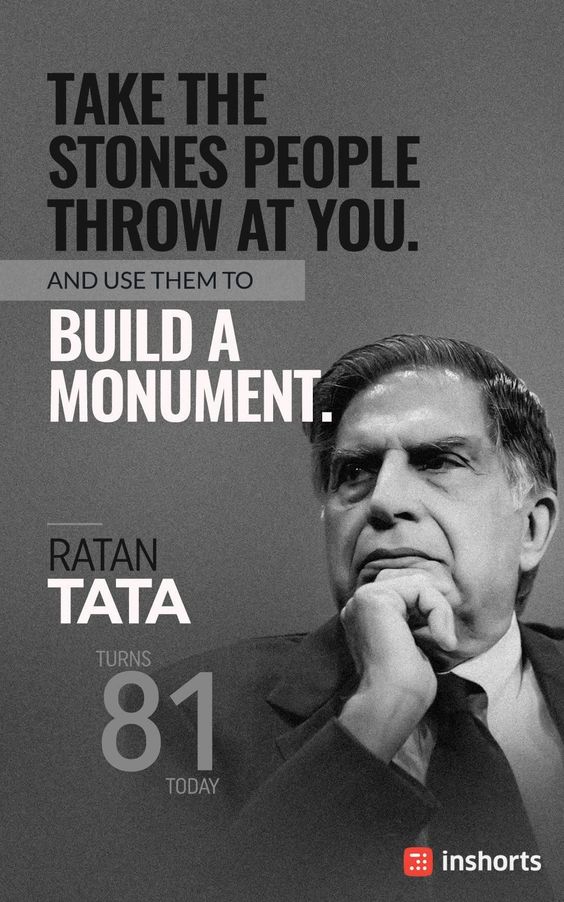 TAKE THE
STONES PEOPLE
THROW AT YOU.
AND USE THEM TO
BUILD A
MONUMENT.
RATAN
TATA
TURNS
81
TODAY
inshorts